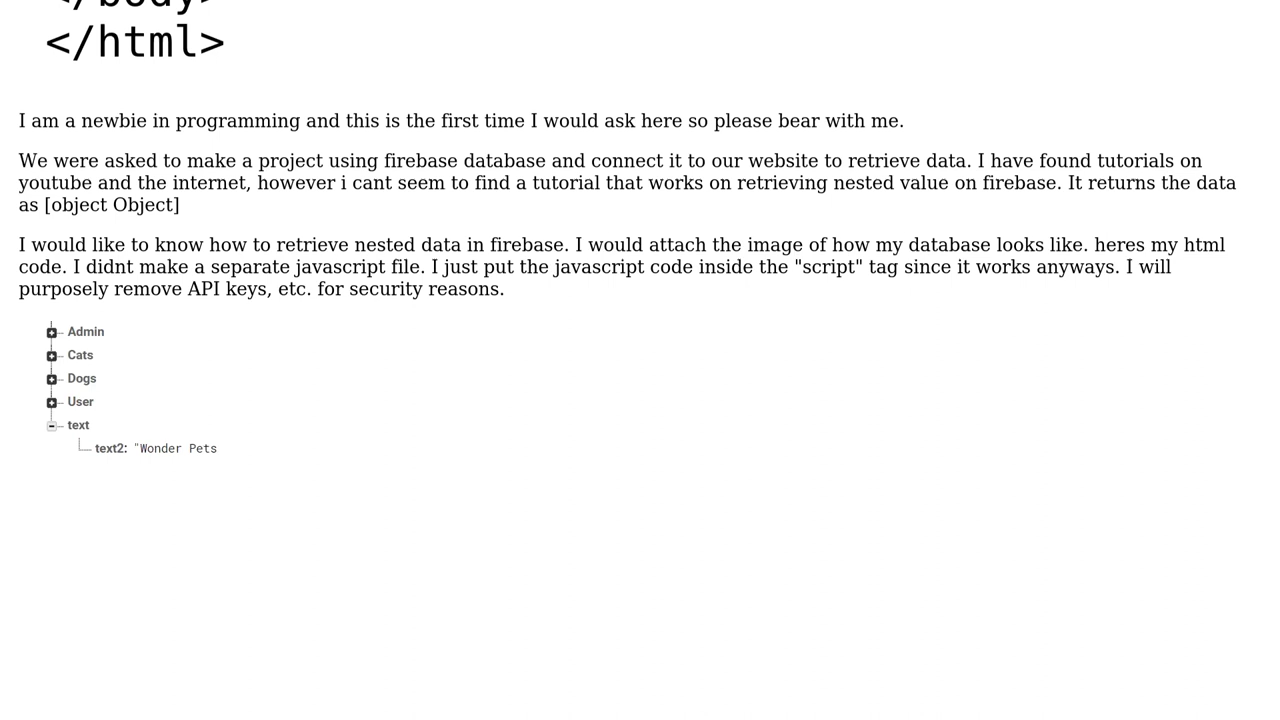 </body>
</html>
I am a newbie in programming and this is the first time I would ask here so please bear with me.
We were asked to make a project using firebase database and connect it to our website to retrieve data. I have found tutorials on
youtube and the internet, however i cant seem to find a tutorial that works on retrieving nested value on firebase. It returns the data
as [object Object]
I would like to know how to retrieve nested data in firebase. I would attach the image of how my database looks like. heres my html
code. I didnt make a separate javascript file. I just put the javascript code inside the "script" tag since it works anyways. I will
purposely remove API keys, etc. for security reasons.
Admin
Cats
Dogs
User
text
text2: "Wonder Pets